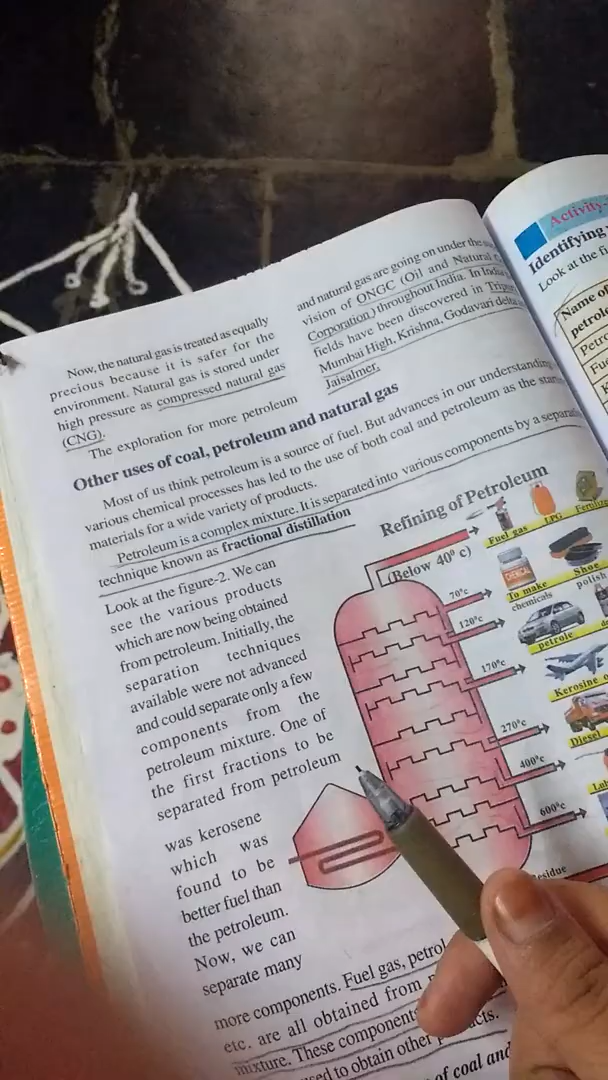 Now, the natural gas is treated as equally
precious because it is safer for the
environment. Natural gas is stored under
high pressure as compressed natural gas
(CNG).
The exploration for more petroleum
and natural gas are going on under the
vision of ONGC (Oil and Natural
Corporation) throughout India. In India
fields have been discovered in
Mumbai High, Krishna, Godavari delta
Jaisalmer.
Other uses of coal, petroleum and natural gas
Most of us think petroleum is a source of fuel. But advances in our understanding
various chemical processes has led to the use of both coal and petroleum as the
materials for a wide variety of products.
Petroleum is a complex mixture. It is separated into various components by a
technique known as fractional distillation
Look at the figure-2. We can
see the various products
which are now being obtained
from petroleum. Initially, the
separation techniques
available were not advanced
and could separate only a few
components from the
petroleum mixture. One of
the first fractions to be
separated from petroleum
was kerosene
which was
found to be
better fuel than
the petroleum.
Now, we can
separate many
more components. Fuel gas,
etc. are all obtained from
mixture. These
used to obtain other
of coal and
Refining of Petroleum
(Below 40° c)
Fuel gas
LPG
70°c
CHEMICAL
To make
chemicals
Shoe
polish
120°c
petrole
170°c
Kerosine
270°c
Diesel
400°c
600°c
Activity-
Identifying
Look at the
Name of